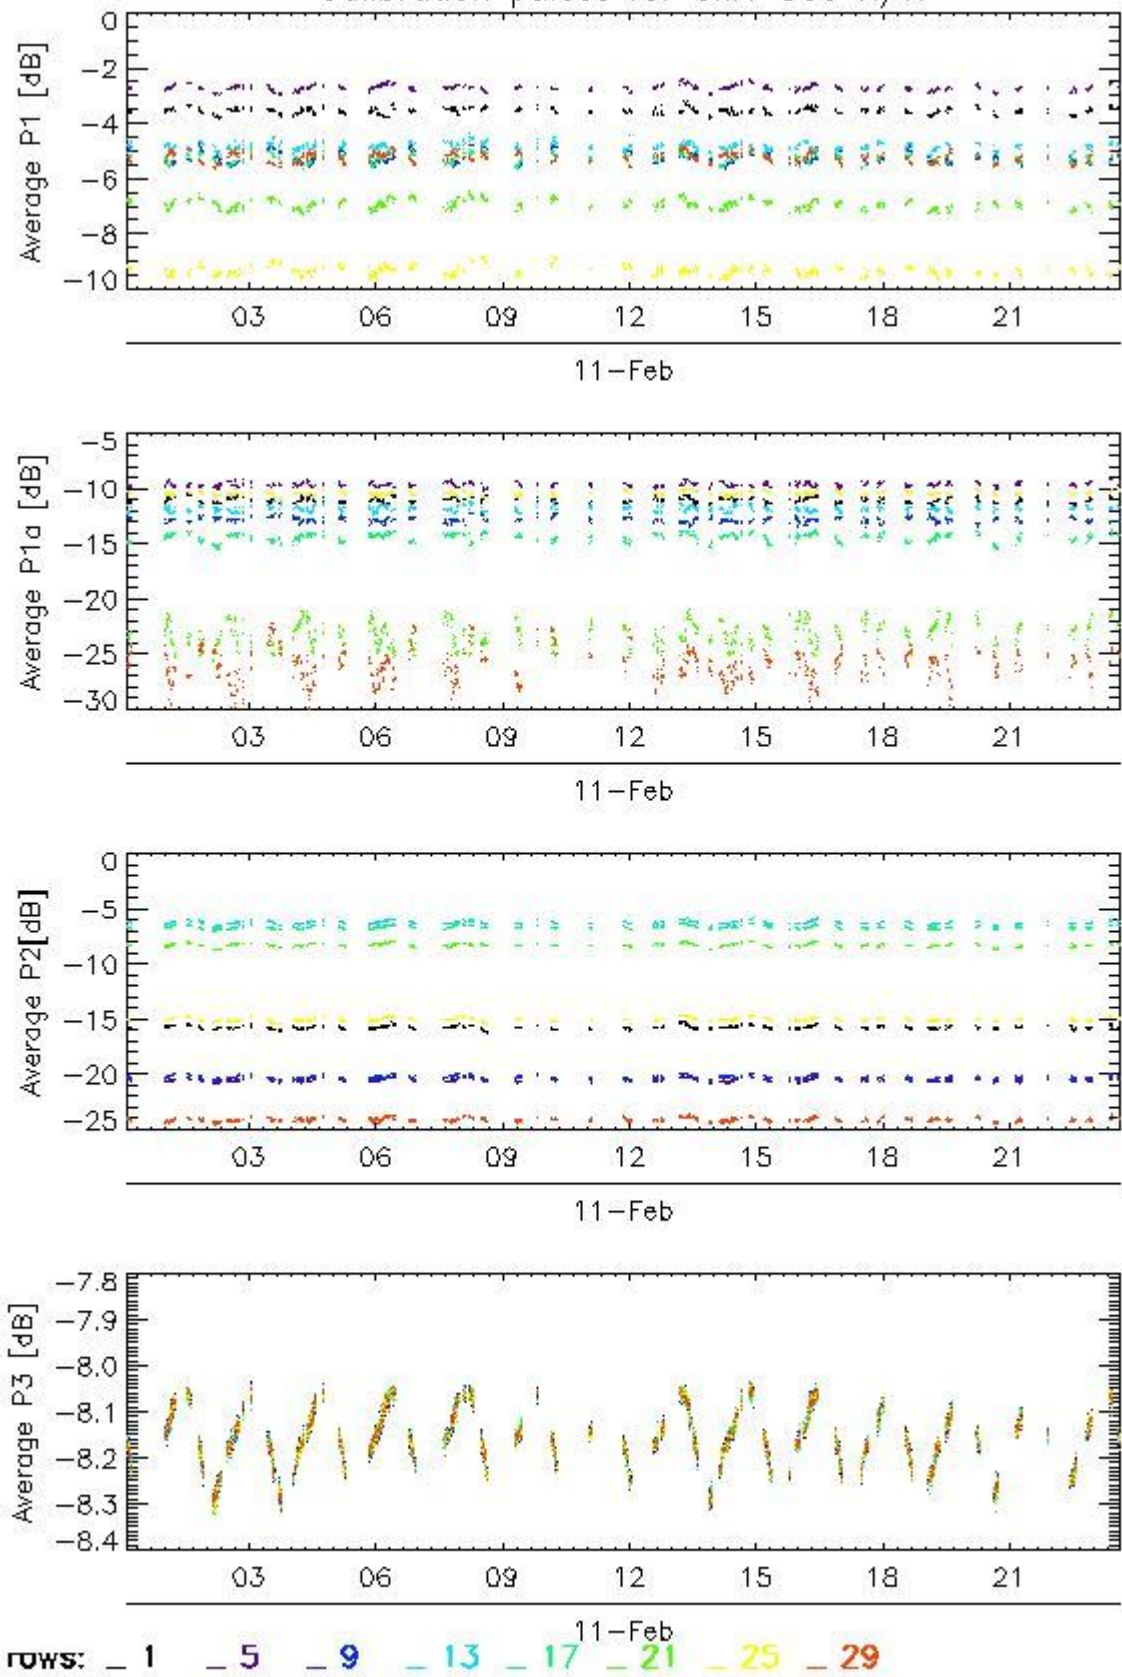 0
−2
−4
−6
−8
−10
Average P1 [dB]
03 06 09 12 15 18 21
11−Feb
−5
−10
−15
−20
−25
−30
Average P1a [dB]
03 06 09 12 15 18 21
11−Feb
0
−5
−10
−15
−20
−25
Average P2[dB]
03 06 09 12 15 18 21
11−Feb
−7.8
−7.9
−8.0
−8.1
−8.2
−8.3
−8.4
Average P3 [dB]
03 06 09 12 15 18 21
11−Feb
rows: _ 1 _ 5 _ 9 _ 13 _ 17 _ 21 _ 25 _ 29